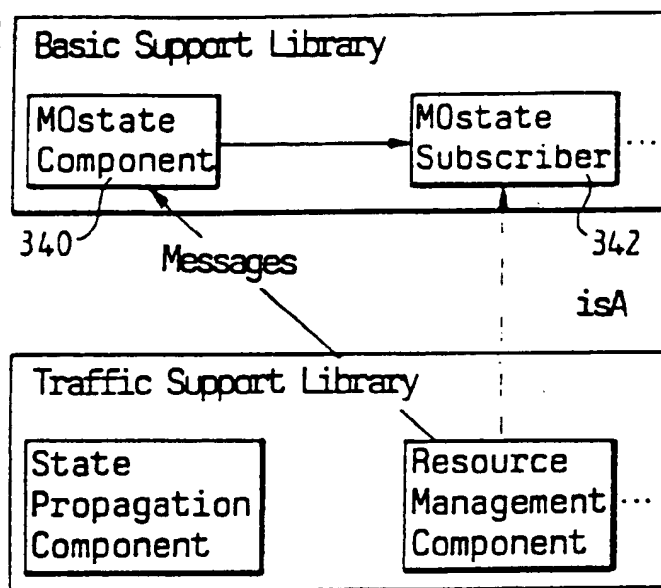 Basic Support Library
MOstate
Component
MOstate
Subscriber
...
340
342
Messages
isA
Traffic Support Library
State
Propagation
Component
Resource
Management
Component
...